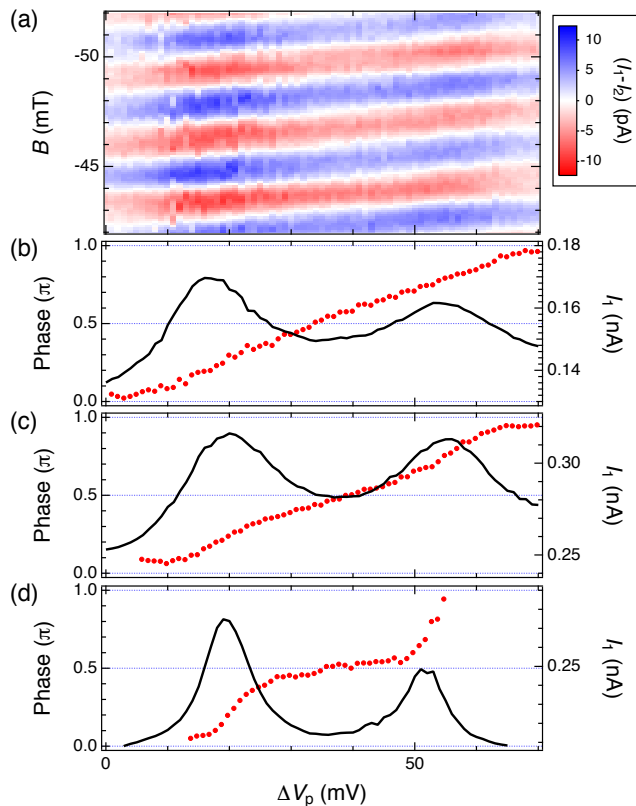 (a)
-50
-45
B (mT)
10
5
0
-5
-10
(I1-I2) (pA)
(b)
1.0
0.5
0.0
Phase (π)
0.18
0.16
0.14
I1 (nA)
(c)
1.0
0.5
0.0
Phase (π)
0.30
0.25
I1 (nA)
(d)
1.0
0.5
0.0
Phase (π)
0.25
I1 (nA)
0
20
50
ΔVp (mV)